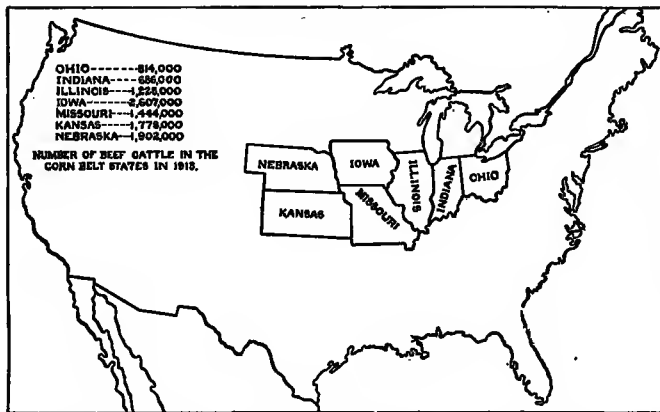 OHIO-------814,000
INDIANA----686,000
ILLINOIS---1,228,000
IOWA------2,607,000
MISSOURI--1,444,000
KANSAS----1,778,000
NEBRASKA--1,902,000
NUMBER OF BEEF CATTLE IN THE
CORN BELT STATES IN 1913.
NEBRASKA
IOWA
ILLINOIS
INDIANA
OHIO
KANSAS
MISSOURI